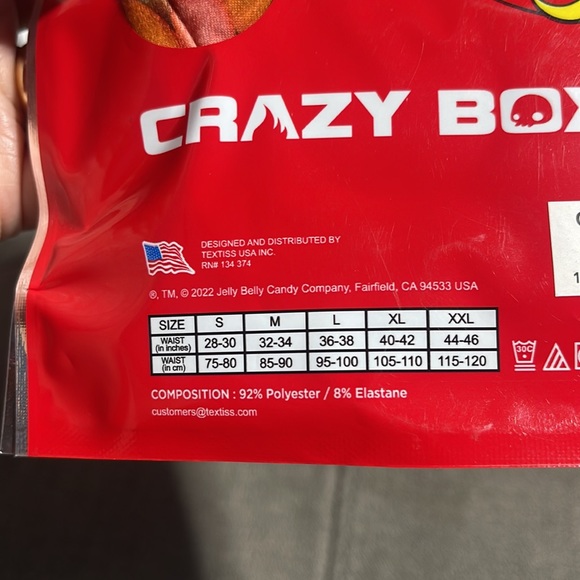 CRAZY BOX
DESIGNED AND DISTRIBUTED BY
TEXTISS USA INC.
RN# 134 374
®, TM, © 2022 Jelly Belly Candy Company, Fairfield, CA 94533 USA
SIZE S M L XL XXL
WAIST (in inches) 28-30 32-34 36-38 40-42 44-46
WAIST (in cm) 75-80 85-90 95-100 105-110 115-120
30C
COMPOSITION : 92% Polyester / 8% Elastane
customers@textiss.com